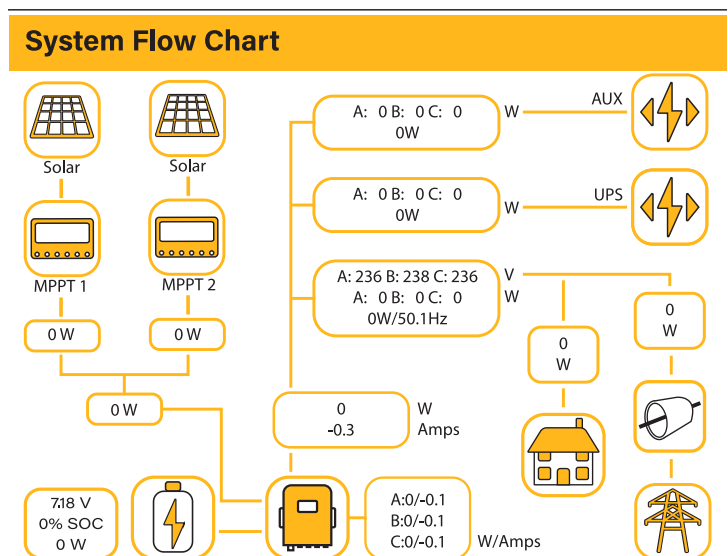 System Flow Chart
Solar
Solar
MPPT 1
MPPT 2
0 W
0 W
0 W
A: 0 B: 0 C: 0
0W
W
AUX
A: 0 B: 0 C: 0
0W
W
UPS
A: 236 B: 238 C: 236
V
A: 0 B: 0 C: 0
W
0W/50.1Hz
0
W
0
W
0
W
-0.3
Amps
7.18 V
0% SOC
0 W
A:0/-0.1
B:0/-0.1
C:0/-0.1
W/Amps